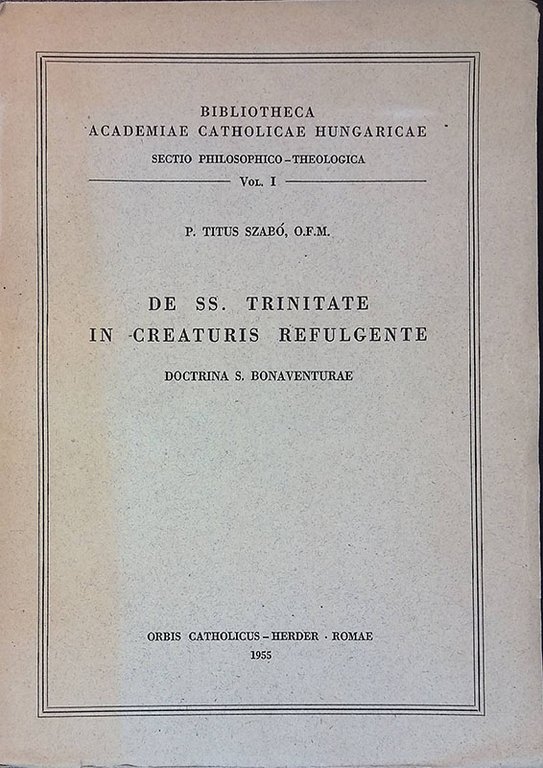 BIBLIOTHECA
ACADEMIAE CATHOLICAE HUNGARICAE
SECTIO PHILOSOPHICO-THEOLOGICA
VOL. I
P. TITUS SZABÓ, O.F.M.
DE SS. TRINITATE
IN CREATURIS REFULGENTE
DOCTRINA S. BONAVENTURAE
ORBIS CATHOLICUS - HERDER · ROMAE
1955